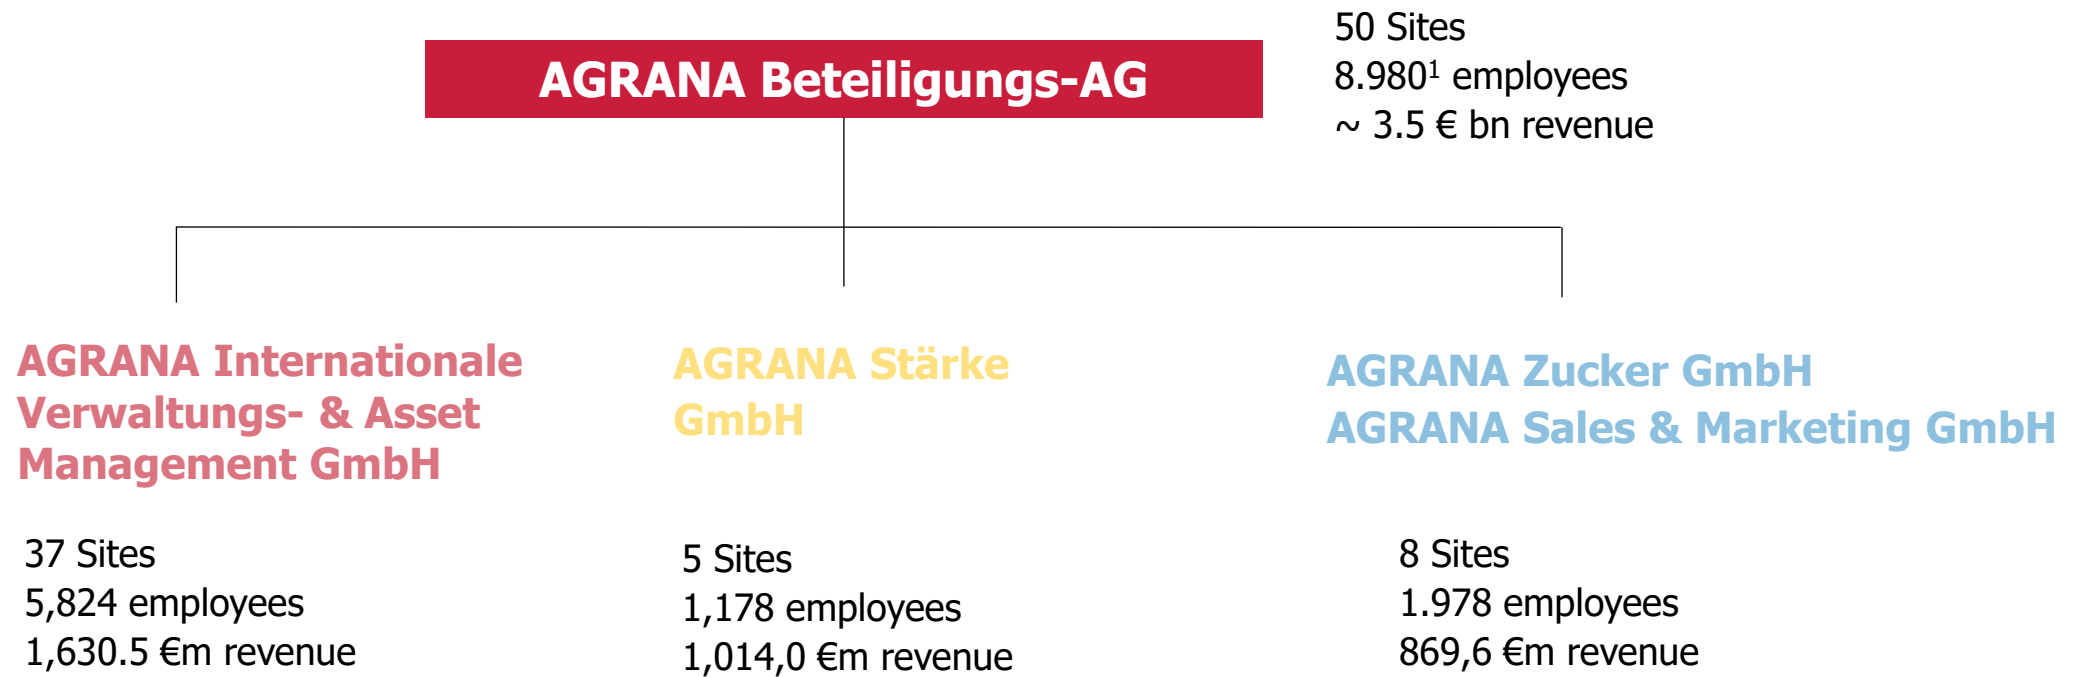 AGRANA Beteiligungs-AG
50 Sites
8.980¹ employees
~ 3.5 € bn revenue
AGRANA Internationale
Verwaltungs- & Asset
Management GmbH
37 Sites
5,824 employees
1,630.5 €m revenue
AGRANA Stärke
GmbH
5 Sites
1,178 employees
1,014,0 €m revenue
AGRANA Zucker GmbH
AGRANA Sales & Marketing GmbH
8 Sites
1.978 employees
869,6 €m revenue